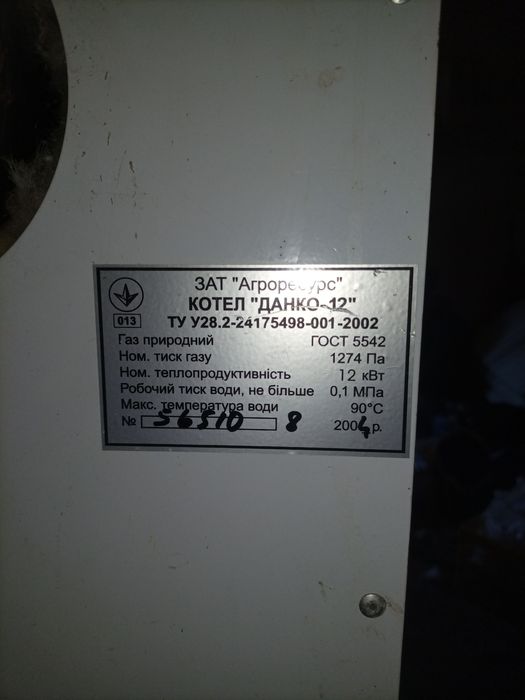 ЗАТ "Агроресурс"
КОТЕЛ "ДАНКО-12"
013
ТУ У28.2-24175498-001-2002
Газ природний ГОСТ 5542
Ном. тиск газу 1274 Па
Ном. теплопродуктивність 12 кВт
Робочий тиск води, не більше 0,1 МПа
Макс. температура води 90°С
№ 56510 8 2004 р.